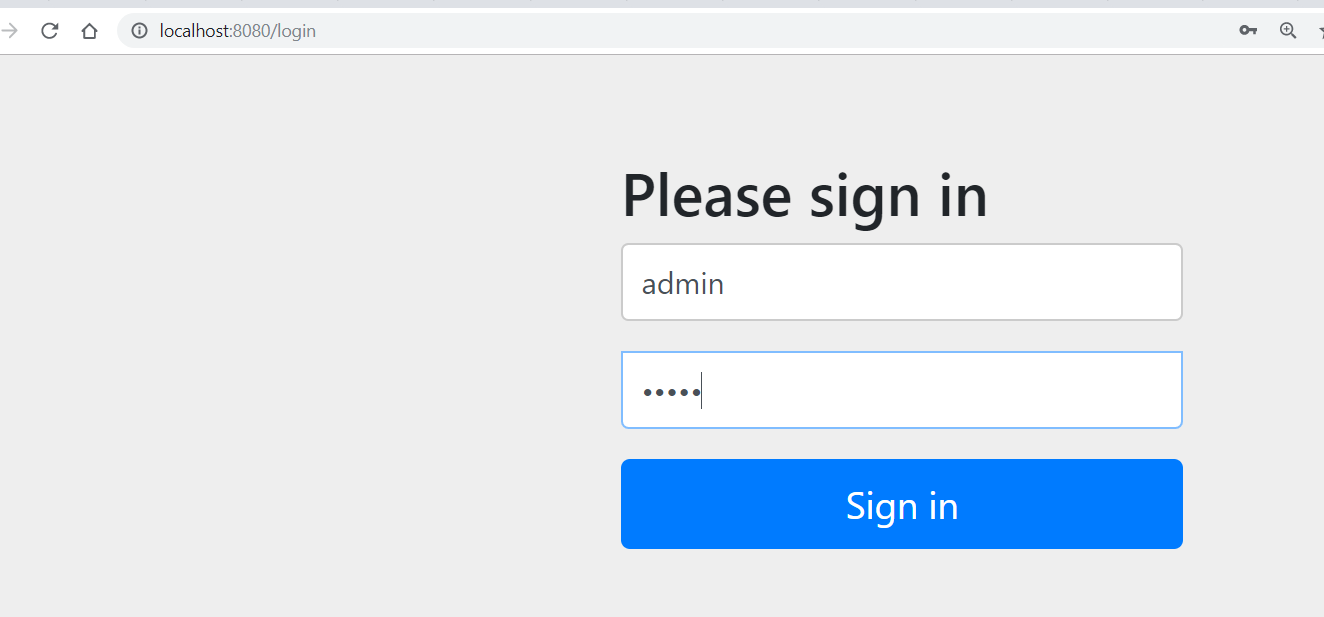 localhost:8080/login
Please sign in
admin
•••••
Sign in